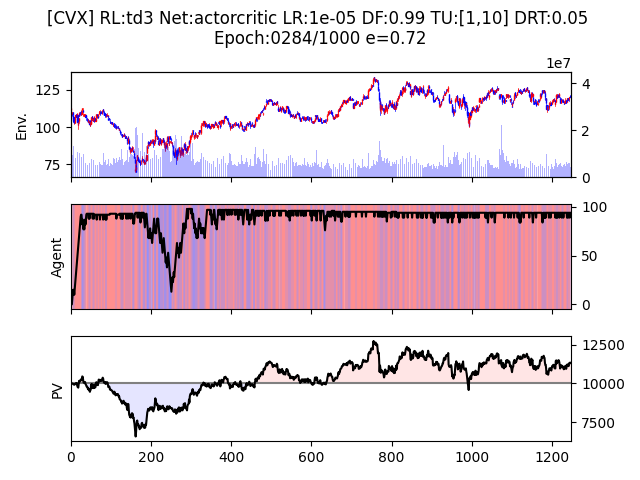 [CVX] RL:td3 Net:actorcritic LR:1e-05 DF:0.99 TU:[1,10] DRT:0.05
Epoch:0284/1000 e=0.72
1e7
125
100
75
Env.
4
2
0
Agent
100
50
0
PV
12500
10000
7500
0 200 400 600 800 1000 1200